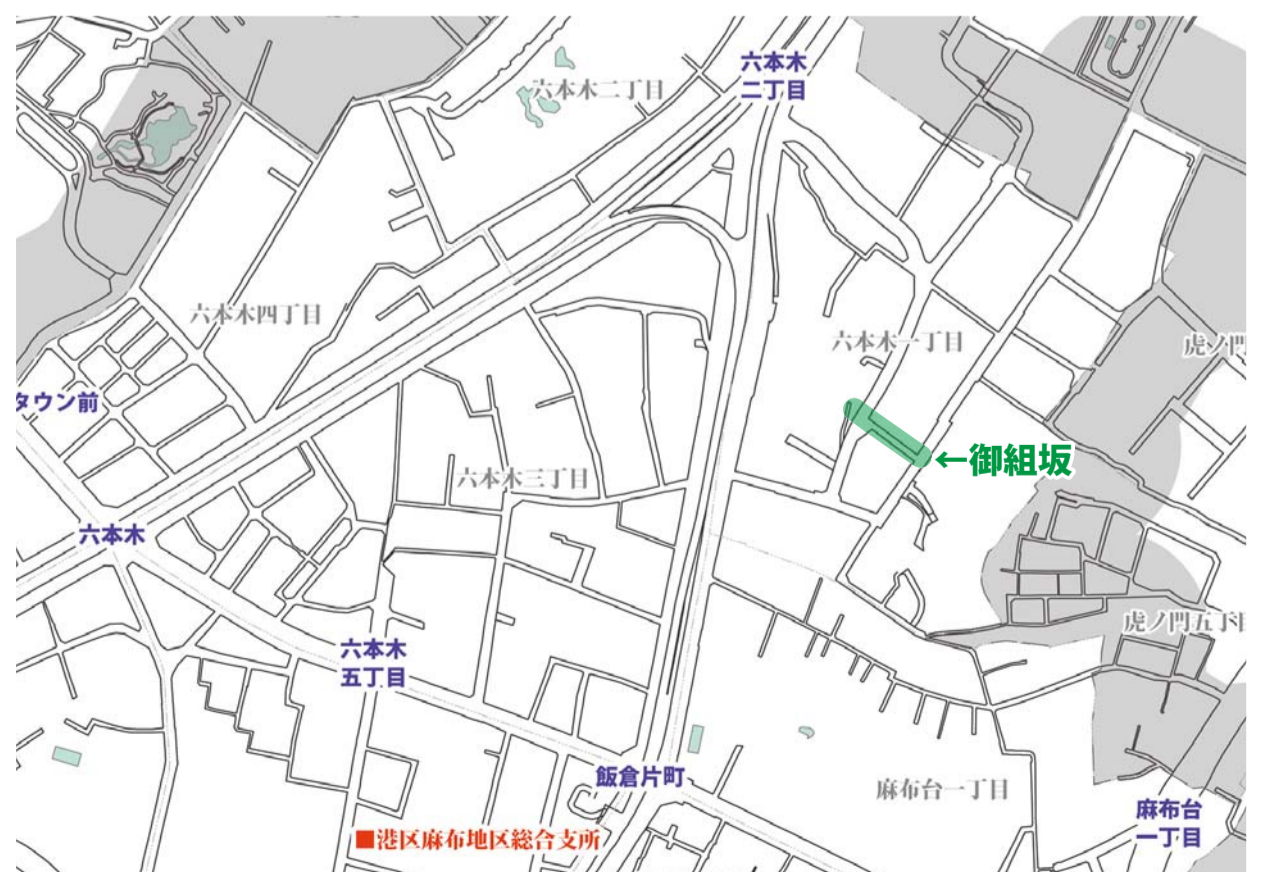 六本木
二丁目
六本木二丁目
六本木四丁目
六本木一丁目
虎ノ門
タウン前
←御組坂
六本木三丁目
六本木
虎ノ門五丁目
六本木
五丁目
飯倉片町
麻布台一丁目
麻布台
一丁目
■港区麻布地区総合支所